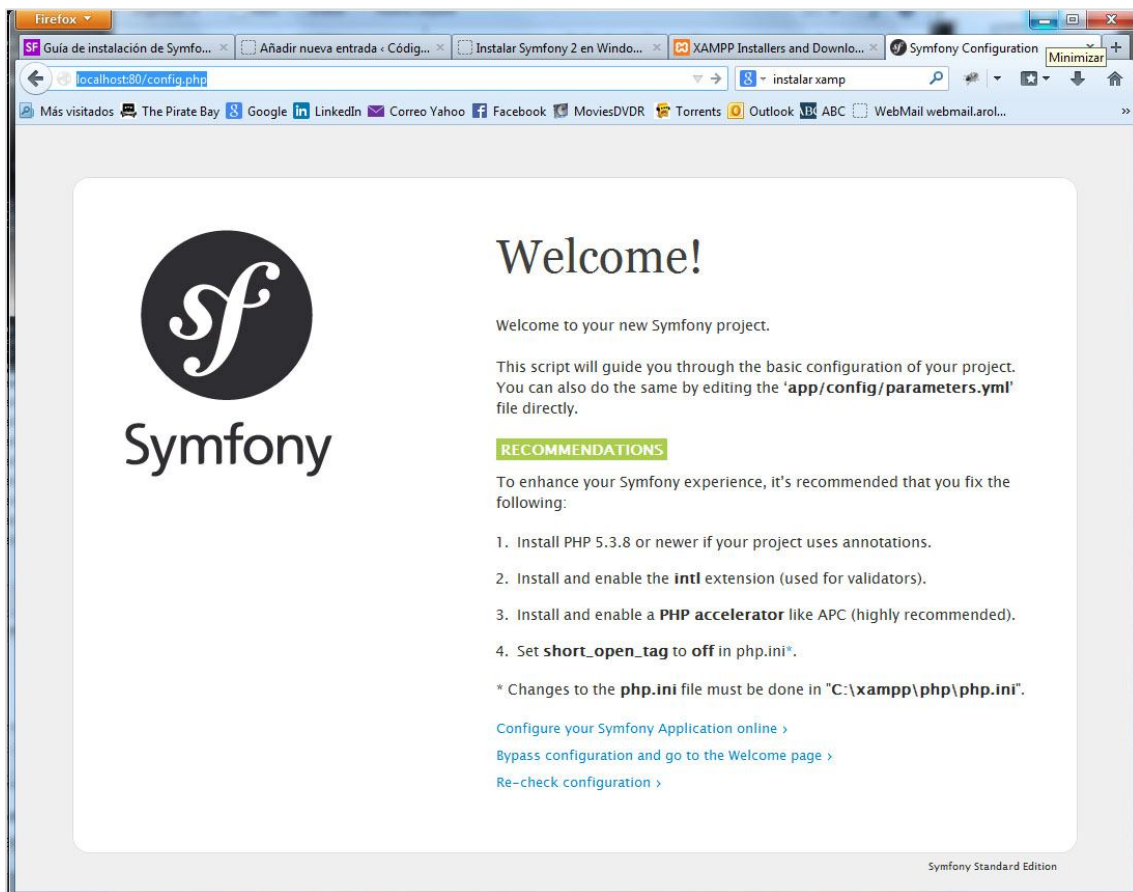 Firefox
SF Guía de instalación de Symfo... Añadir nueva entrada ‹ Códig... Instalar Symfony 2 en Windo... XAMPP Installers and Downlo... Symfony Configuration
Minimizar
localhost:80/config.php instalar xamp
Más visitados The Pirate Bay Google LinkedIn Correo Yahoo Facebook MoviesDVDR Torrents Outlook ABC WebMail webmail.arol... »
sf
Symfony
Welcome!
Welcome to your new Symfony project.
This script will guide you through the basic configuration of your project.
You can also do the same by editing the ‘app/config/parameters.yml’
file directly.
RECOMMENDATIONS
To enhance your Symfony experience, it’s recommended that you fix the
following:
1. Install PHP 5.3.8 or newer if your project uses annotations.
2. Install and enable the intl extension (used for validators).
3. Install and enable a PHP accelerator like APC (highly recommended).
4. Set short_open_tag to off in php.ini*.
* Changes to the php.ini file must be done in "C:\xampp\php\php.ini".
Configure your Symfony Application online ›
Bypass configuration and go to the Welcome page ›
Re-check configuration ›
Symfony Standard Edition